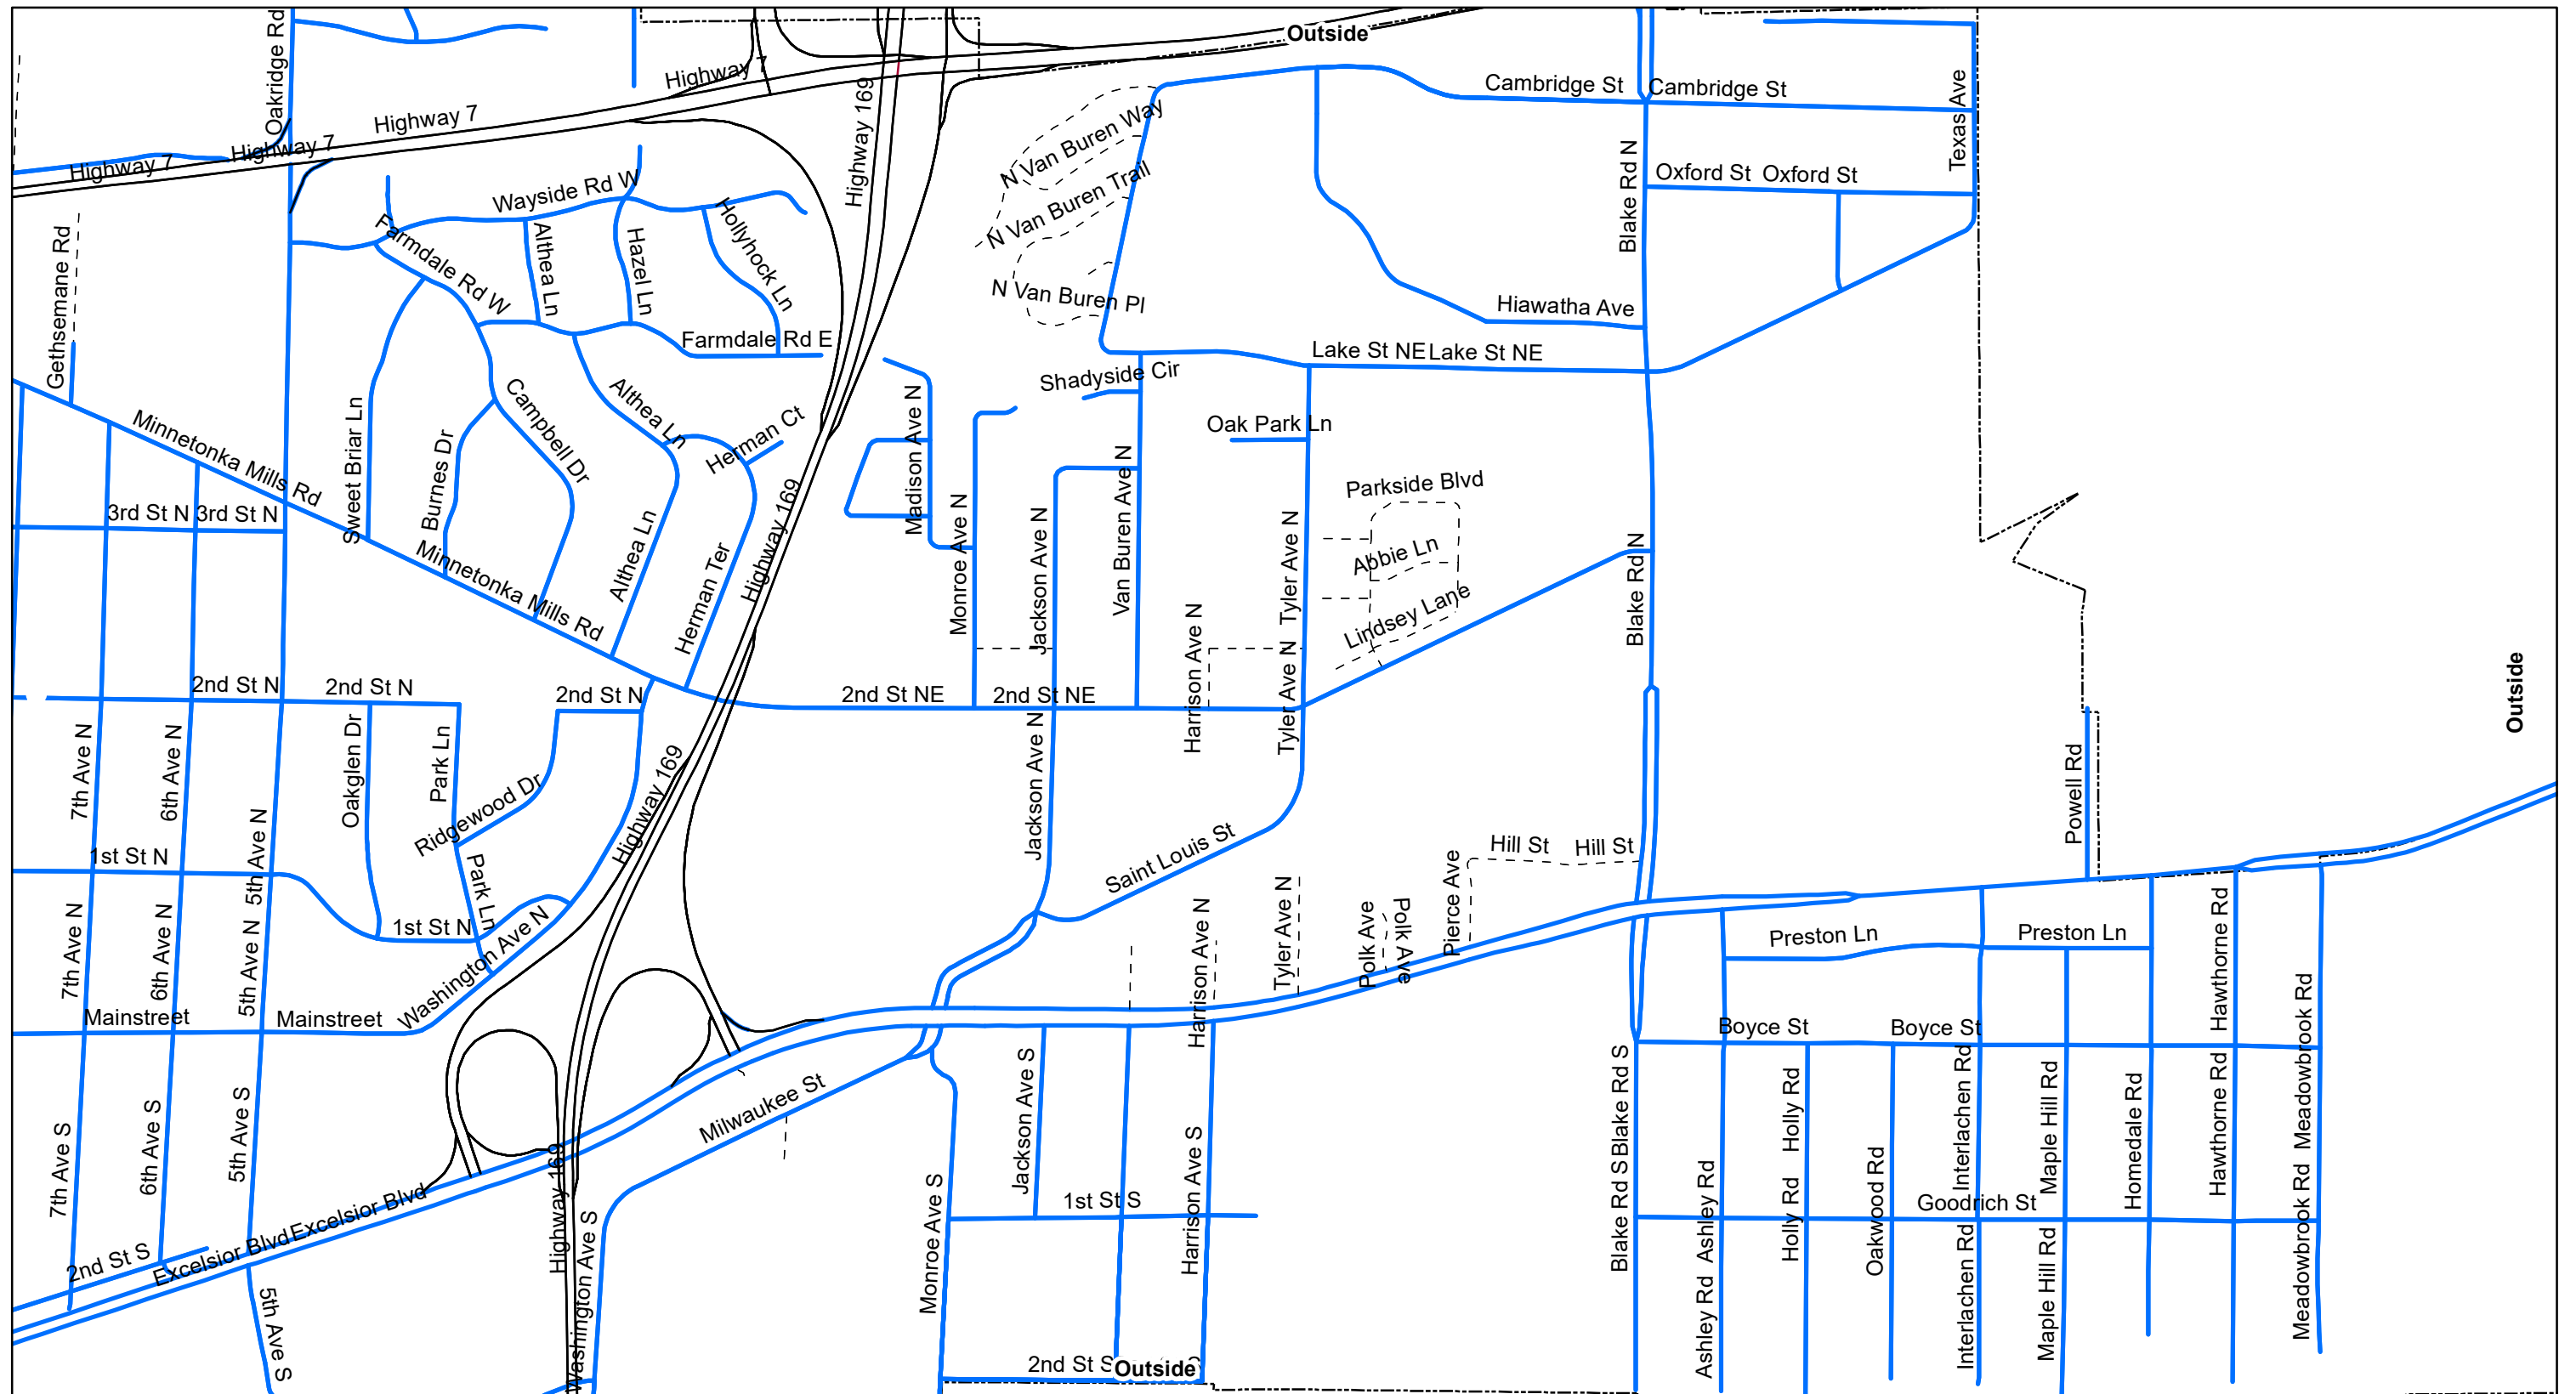 Oakridge Rd
Highway 7
Outside
Cambridge St
Cambridge St
Highway 7
Highway 7
Highway 7
Highway 169
N Van Buren Way
Texas Ave
Blake Rd N
Oxford St
Oxford St
Wayside Rd W
N Van Buren Trail
Gethsemane Rd
Farmdale Rd W
Althea Ln
Hazel Ln
Hollyhock Ln
N Van Buren Pl
Hiawatha Ave
Farmdale Rd E
Lake St NE
Lake St NE
Shadyside Cir
Minnetonka Mills Rd
Sweet Briar Ln
Burnes Dr
Campbell Dr
Althea Ln
Herman Ct
Madison Ave N
Oak Park Ln
3rd St N
3rd St N
Monroe Ave N
Jackson Ave N
Van Buren Ave N
Tyler Ave N
Parkside Blvd
Abbie Ln
Lindsey Lane
Blake Rd N
Minnetonka Mills Rd
Althea Ln
Herman Ter
Highway 169
2nd St N
2nd St N
2nd St N
2nd St NE
2nd St NE
Harrison Ave N
Tyler Ave N
Outside
7th Ave N
6th Ave N
Oakglen Dr
Park Ln
Ridgewood Dr
Highway 169
Jackson Ave N
Powell Rd
1st St N
5th Ave N
Saint Louis St
Hill St
Hill St
7th Ave N
6th Ave N
5th Ave N
1st St N
Park Ln
Washington Ave N
Harrison Ave N
Tyler Ave N
Polk Ave
Polk Ave
Pierce Ave
Preston Ln
Preston Ln
Hawthorne Rd
Meadowbrook Rd
Mainstreet
Mainstreet
Boyce St
Boyce St
7th Ave S
6th Ave S
5th Ave S
Milwaukee St
Jackson Ave S
Blake Rd S
Holly Rd
Interlachen Rd
Maple Hill Rd
Homedale Rd
Hawthorne Rd
Highway 169
Monroe Ave S
1st St S
Harrison Ave S
Blake Rd S
Ashley Rd
Holly Rd
Oakwood Rd
Goodrich St
Meadowbrook Rd
2nd St S
Excelsior Blvd
Excelsior Blvd
Washington Ave S
Ashley Rd
Interlachen Rd
Maple Hill Rd
5th Ave S
2nd St S
Outside